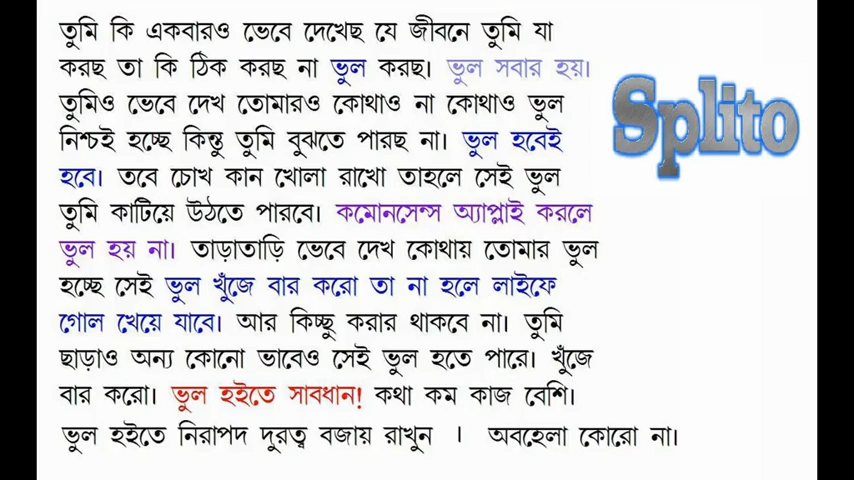 তুমি কি একবারও ভেবে দেখেছ যে জীবনে তুমি যা
করছ তা কি ঠিক করছ না ভুল করছ। ভুল সবার হয়।
তুমিও ভেবে দেখ তোমারও কোথাও না কোথাও ভুল
নিশ্চই হচ্ছে কিন্তু তুমি বুঝতে পারছ না। ভুল হবেই
হবে। তবে চোখ কান খোলা রাখো তাহলে সেই ভুল
তুমি কাটিয়ে উঠতে পারবে। কমোনসেন্স অ্যাপ্লাই করলে
ভুল হয় না। তাড়াতাড়ি ভেবে দেখ কোথায় তোমার ভুল
হচ্ছে সেই ভুল খুঁজে বার করো তা না হলে লাইফে
গোল খেয়ে যাবে। আর কিচ্ছু করার থাকবে না। তুমি
ছাড়াও অন্য কোনো ভাবেও সেই ভুল হতে পারে। খুঁজে
বার করো। ভুল হইতে সাবধান! কথা কম কাজ বেশি।
ভুল হইতে নিরাপদ দুরত্ব বজায় রাখুন । অবহেলা কোরো না।
Splito